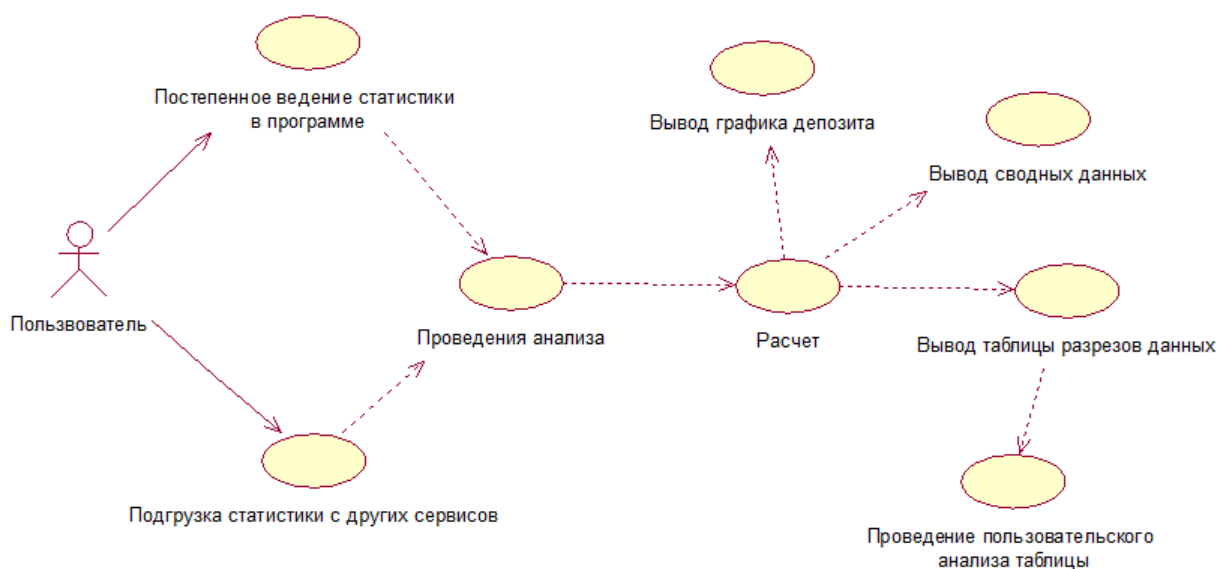 Постепенное ведение статистики
в программе
Вывод графика депозита
Вывод сводных данных
Пользвователь
Проведения анализа
Расчет
Вывод таблицы разрезов данных
Подгрузка статистики с других сервисов
Проведение пользовательского
анализа таблицы